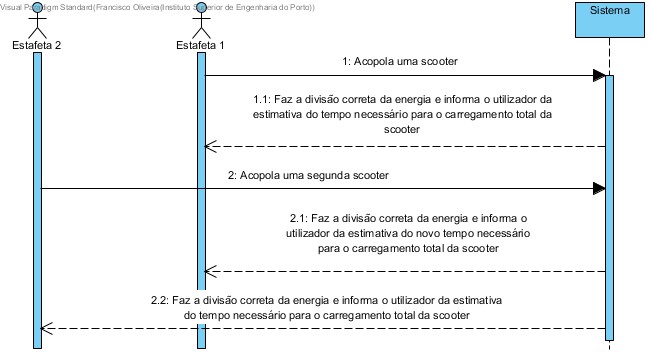 Visual Paradigm Standard(Francisco Oliveira(Instituto Superior de Engenharia do Porto))
Sistema
Estafeta 2
Estafeta 1
1: Acopola uma scooter
1.1: Faz a divisão correta da energia e informa o utilizador da
estimativa do tempo necessário para o carregamento total da
scooter
2: Acopola uma segunda scooter
2.1: Faz a divisão correta da energia e informa o
utilizador da estimativa do novo tempo necessário
para o carregamento total da scooter
2.2: Faz a divisão correta da energia e informa o utilizador da estimativa
do tempo necessário para o carregamento total da scooter